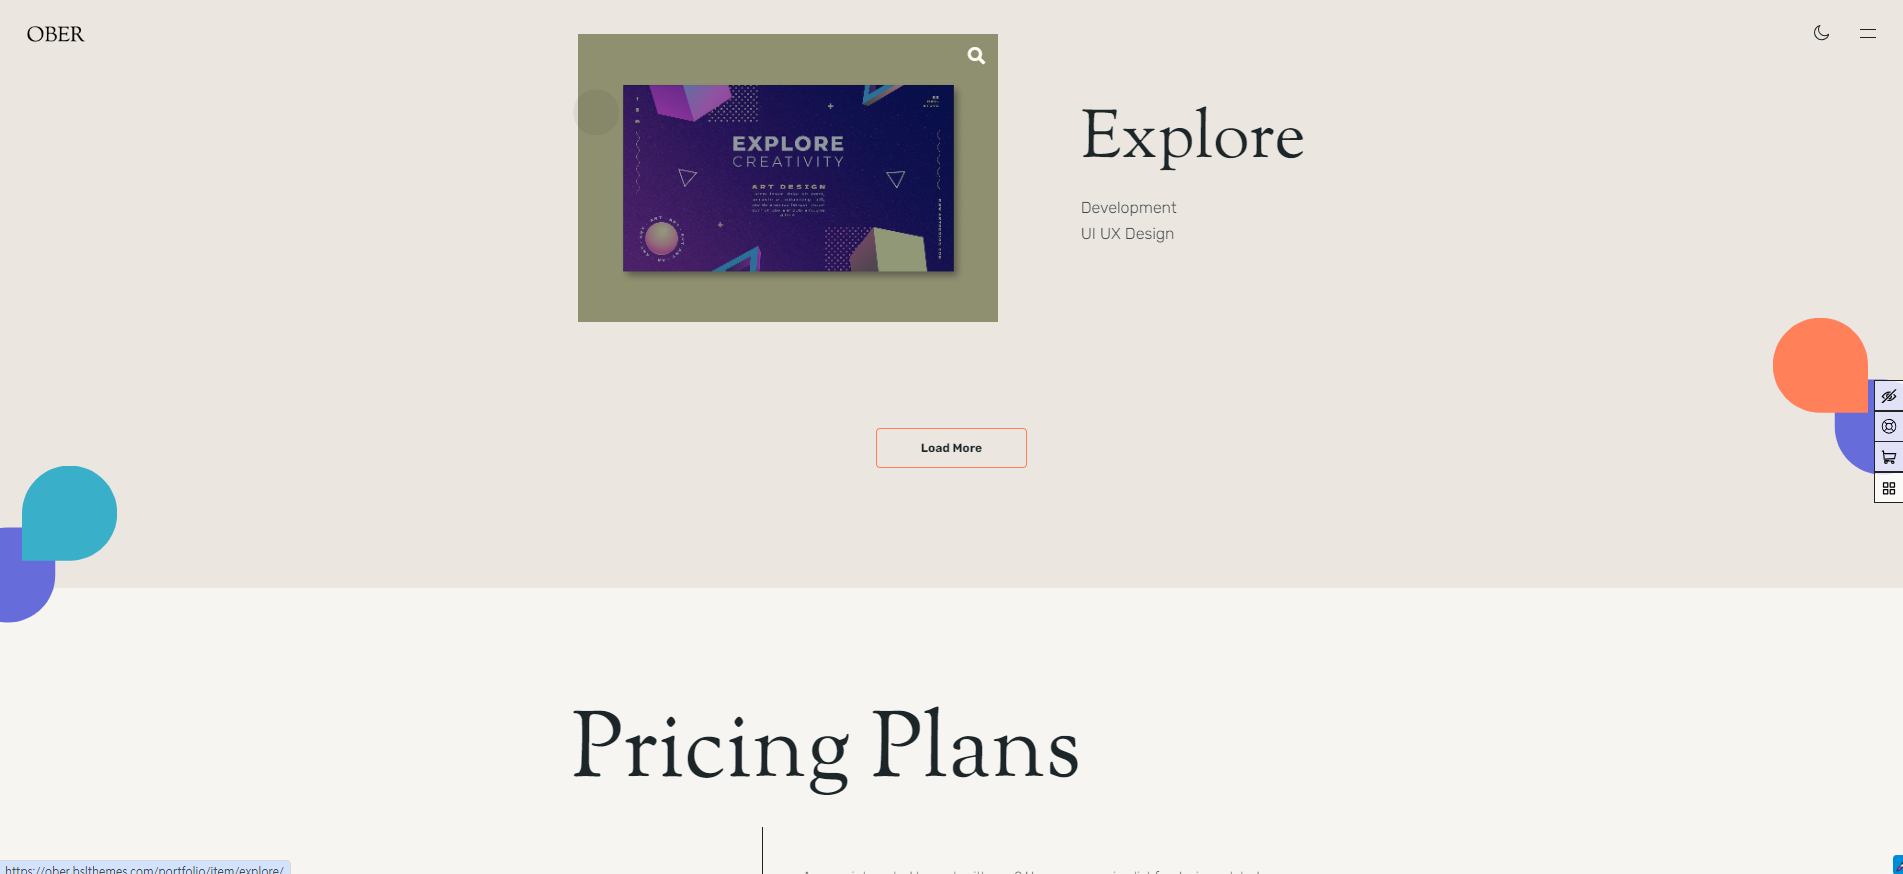 OBER
EXPLORE
CREATIVITY
ART DESIGN
Explore
Development
UI UX Design
Load More
Pricing Plans
https://ober.bslthemes.com/portfolio/item/explore/